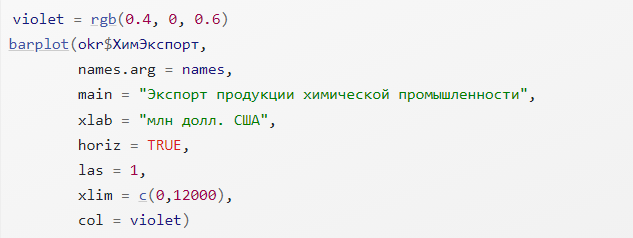 violet = rgb(0.4, 0, 0.6)
barplot(okr$ХимЭкспорт,
        names.arg = names,
        main = "Экспорт продукции химической промышленности",
        xlab = "млн долл. США",
        horiz = TRUE,
        las = 1,
        xlim = c(0,12000),
        col = violet)